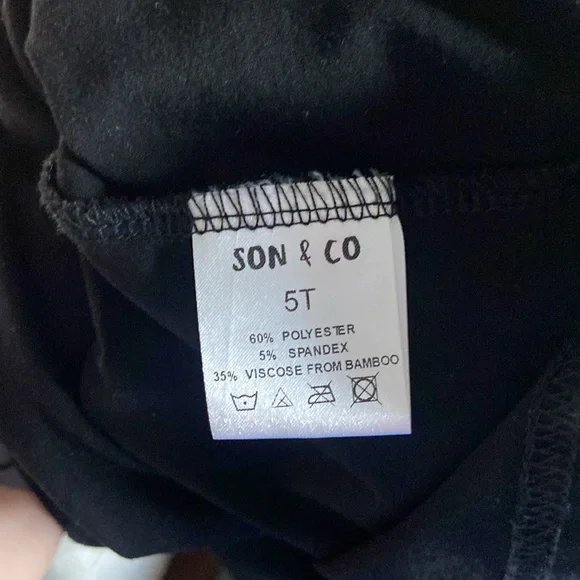 SON & CO
5T
60% POLYESTER
5% SPANDEX
35% VISCOSE FROM BAMBOO